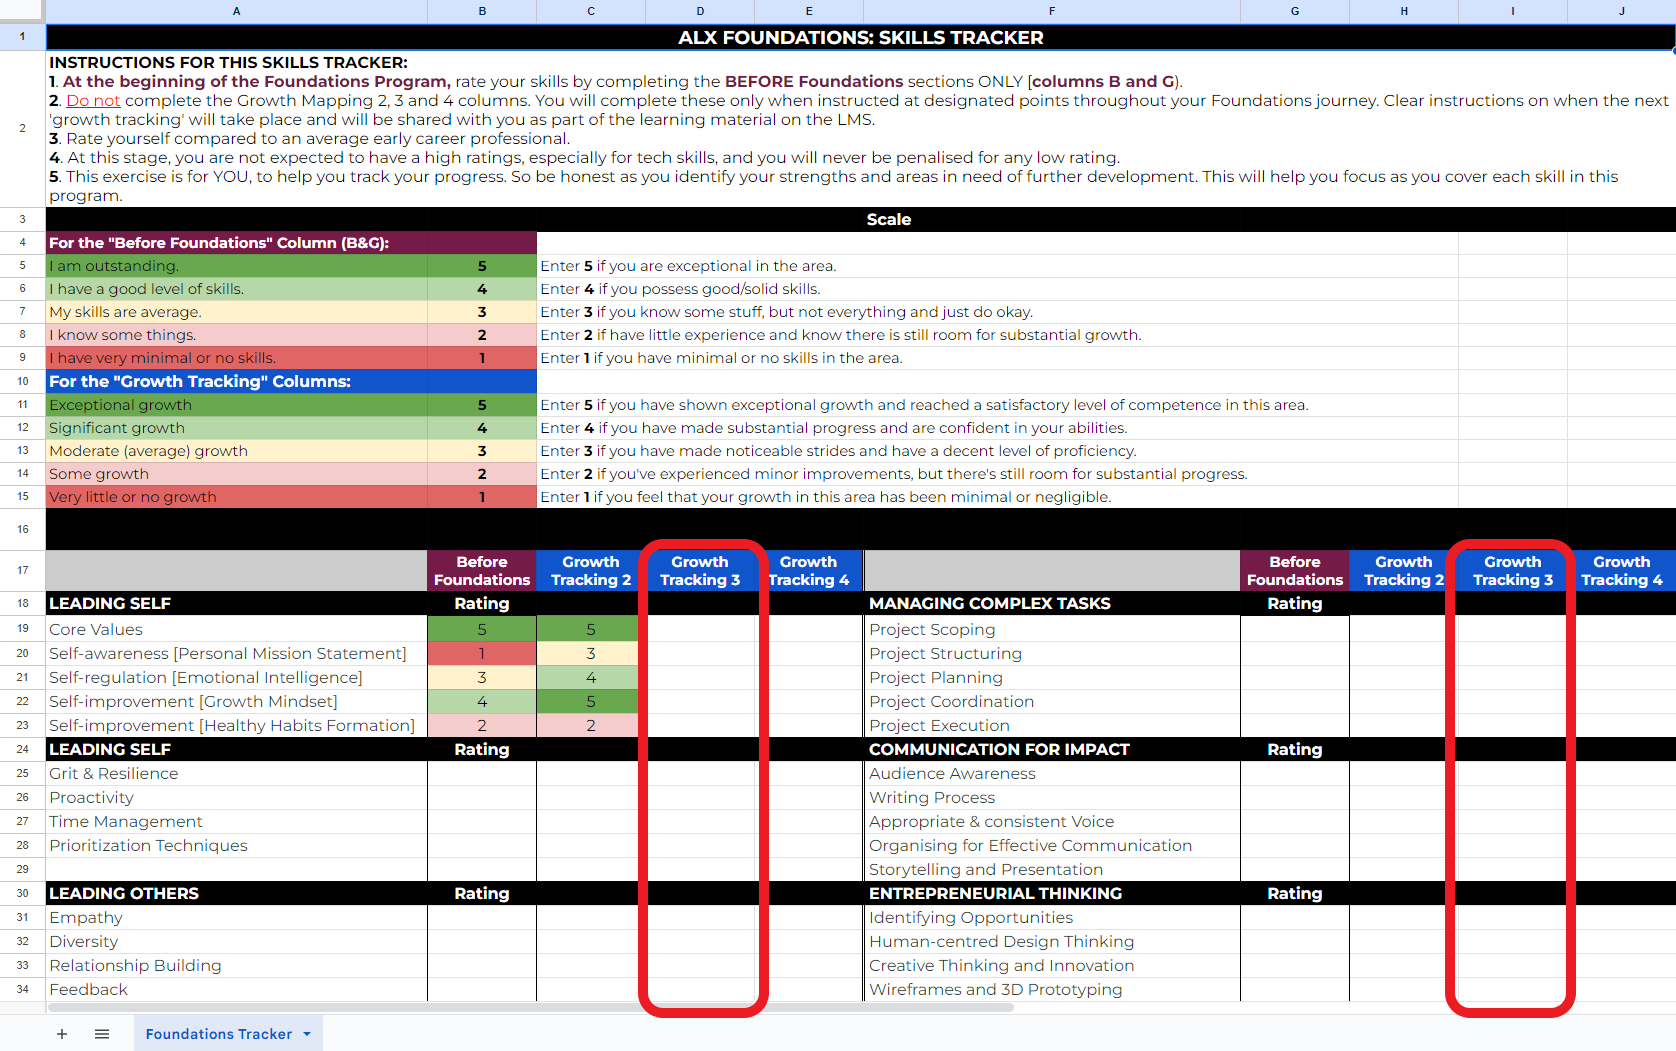 A B C D E F G H I J
1 ALX FOUNDATIONS: SKILLS TRACKER
INSTRUCTIONS FOR THIS SKILLS TRACKER:
1. At the beginning of the Foundations Program, rate your skills by completing the BEFORE Foundations sections ONLY [columns B and G).
2. Do not complete the Growth Mapping 2, 3 and 4 columns. You will complete these only when instructed at designated points throughout your Foundations journey. Clear instructions on when the next
2 'growth tracking' will take place and will be shared with you as part of the learning material on the LMS.
3. Rate yourself compared to an average early career professional.
4. At this stage, you are not expected to have a high ratings, especially for tech skills, and you will never be penalised for any low rating.
5. This exercise is for YOU, to help you track your progress. So be honest as you identify your strengths and areas in need of further development. This will help you focus as you cover each skill in this
program.
3 Scale
4 For the "Before Foundations" Column (B&G):
5 I am outstanding. 5 Enter 5 if you are exceptional in the area.
6 I have a good level of skills. 4 Enter 4 if you possess good/solid skills.
7 My skills are average. 3 Enter 3 if you know some stuff, but not everything and just do okay.
8 I know some things. 2 Enter 2 if have little experience and know there is still room for substantial growth.
9 I have very minimal or no skills. 1 Enter 1 if you have minimal or no skills in the area.
10 For the "Growth Tracking" Columns:
11 Exceptional growth 5 Enter 5 if you have shown exceptional growth and reached a satisfactory level of competence in this area.
12 Significant growth 4 Enter 4 if you have made substantial progress and are confident in your abilities.
13 Moderate (average) growth 3 Enter 3 if you have made noticeable strides and have a decent level of proficiency.
14 Some growth 2 Enter 2 if you've experienced minor improvements, but there's still room for substantial progress.
15 Very little or no growth 1 Enter 1 if you feel that your growth in this area has been minimal or negligible.
16
Before Growth Growth Growth Before Growth Growth Growth
17 Foundations Tracking 2 Tracking 3 Tracking 4 Foundations Tracking 2 Tracking 3 Tracking 4
18 LEADING SELF Rating MANAGING COMPLEX TASKS Rating
19 Core Values 5 5 Project Scoping
20 Self-awareness [Personal Mission Statement] 1 3 Project Structuring
21 Self-regulation [Emotional Intelligence] 3 4 Project Planning
22 Self-improvement [Growth Mindset] 4 5 Project Coordination
23 Self-improvement [Healthy Habits Formation] 2 2 Project Execution
24 LEADING SELF Rating COMMUNICATION FOR IMPACT Rating
25 Grit & Resilience Audience Awareness
26 Proactivity Writing Process
27 Time Management Appropriate & consistent Voice
28 Prioritization Techniques Organising for Effective Communication
29 Storytelling and Presentation
30 LEADING OTHERS Rating ENTREPRENEURIAL THINKING Rating
31 Empathy Identifying Opportunities
32 Diversity Human-centred Design Thinking
33 Relationship Building Creative Thinking and Innovation
34 Feedback Wireframes and 3D Prototyping
Foundations Tracker